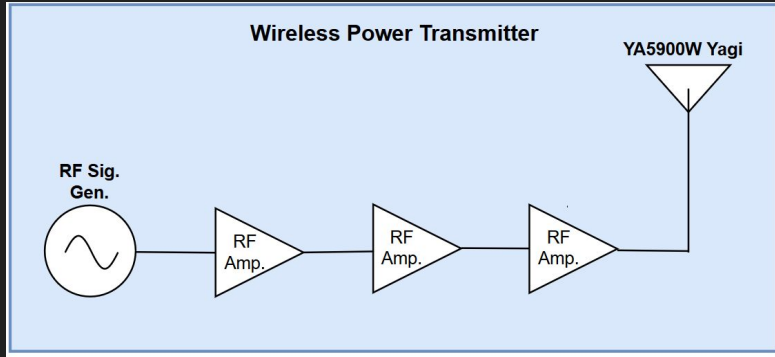 Wireless Power Transmitter
YA5900W Yagi
RF Sig.
Gen.
RF
Amp.
RF
Amp.
RF
Amp.